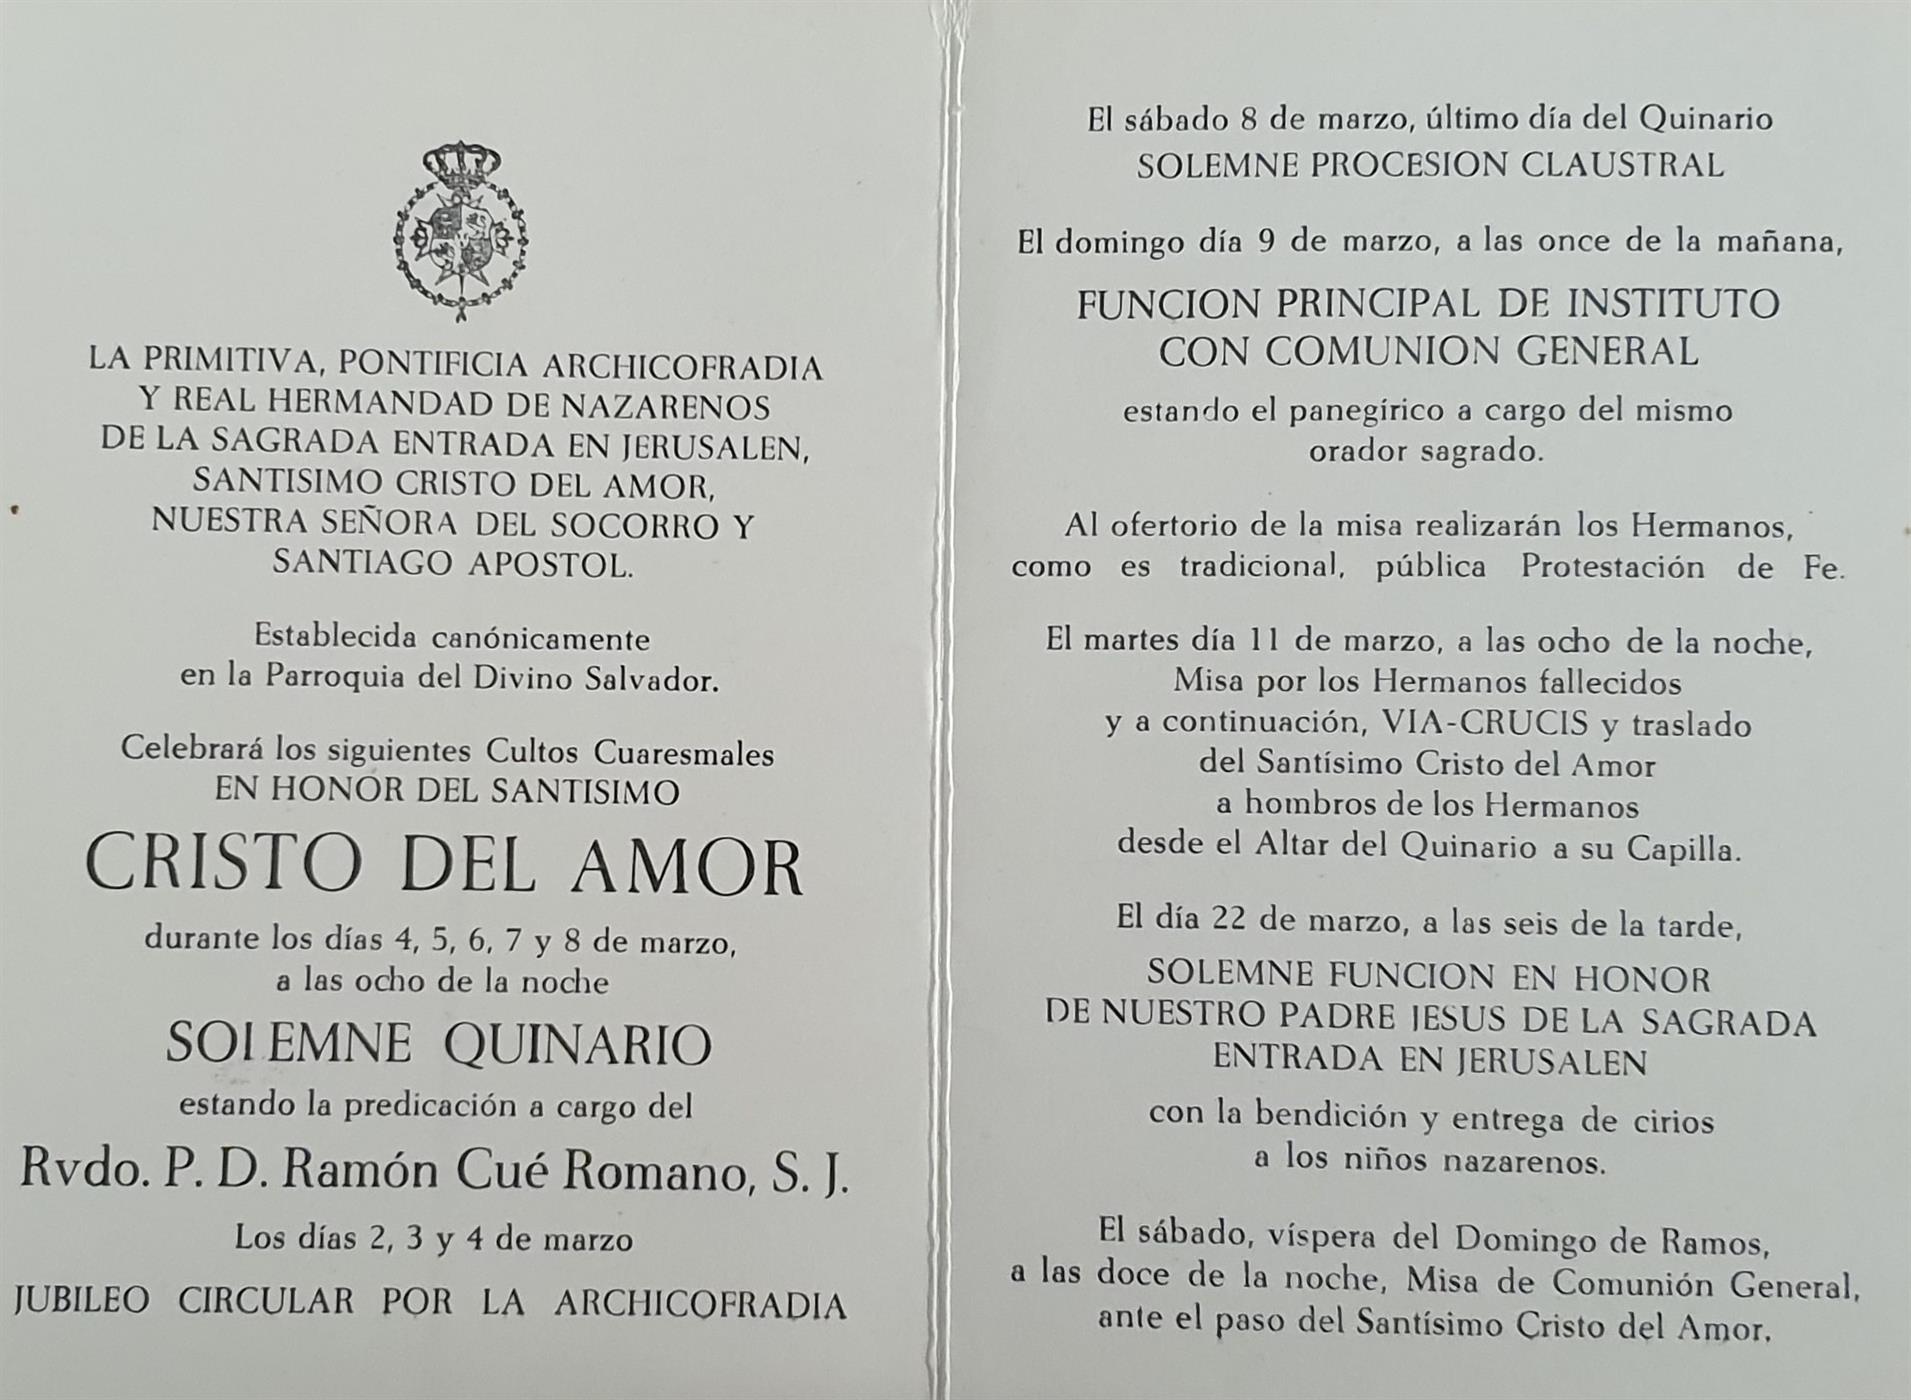 LA PRIMITIVA, PONTIFICIA ARCHICOFRADIA
Y REAL HERMANDAD DE NAZARENOS
DE LA SAGRADA ENTRADA EN JERUSALEN,
SANTISIMO CRISTO DEL AMOR,
NUESTRA SEÑORA DEL SOCORRO Y
SANTIAGO APOSTOL.
Establecida canónicamente
en la Parroquia del Divino Salvador.
Celebrará los siguientes Cultos Cuaresmales
EN HONOR DEL SANTISIMO
CRISTO DEL AMOR
durante los días 4, 5, 6, 7 y 8 de marzo,
a las ocho de la noche
SOLEMNE QUINARIO
estando la predicación a cargo del
Rvdo. P. D. Ramón Cué Romano, S. J.
Los días 2, 3 y 4 de marzo
JUBILEO CIRCULAR POR LA ARCHICOFRADIA
El sábado 8 de marzo, último día del Quinario
SOLEMNE PROCESION CLAUSTRAL
El domingo día 9 de marzo, a las once de la mañana,
FUNCION PRINCIPAL DE INSTITUTO
CON COMUNION GENERAL
estando el panegírico a cargo del mismo
orador sagrado.
Al ofertorio de la misa realizarán los Hermanos,
como es tradicional, pública Protestación de Fe.
El martes día 11 de marzo, a las ocho de la noche,
Misa por los Hermanos fallecidos
y a continuación, VIA-CRUCIS y traslado
del Santísimo Cristo del Amor
a hombros de los Hermanos
desde el Altar del Quinario a su Capilla.
El día 22 de marzo, a las seis de la tarde,
SOLEMNE FUNCION EN HONOR
DE NUESTRO PADRE JESUS DE LA SAGRADA
ENTRADA EN JERUSALEN
con la bendición y entrega de cirios
a los niños nazarenos.
El sábado, víspera del Domingo de Ramos,
a las doce de la noche, Misa de Comunión General,
ante el paso del Santísimo Cristo del Amor.